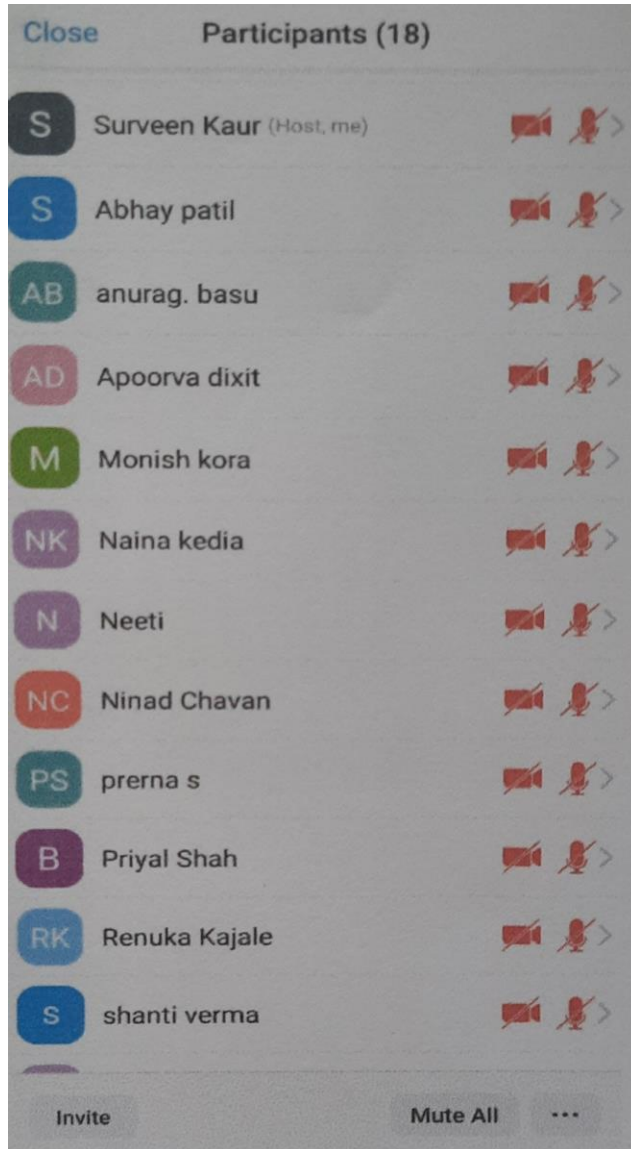 Close Participants (18)
S Surveen Kaur (Host, me)
S Abhay patil
AB anurag. basu
AD Apoorva dixit
M Monish kora
NK Naina kedia
N Neeti
NC Ninad Chavan
PS prerna s
B Priyal Shah
RK Renuka Kajale
S shanti verma
Invite Mute All ...